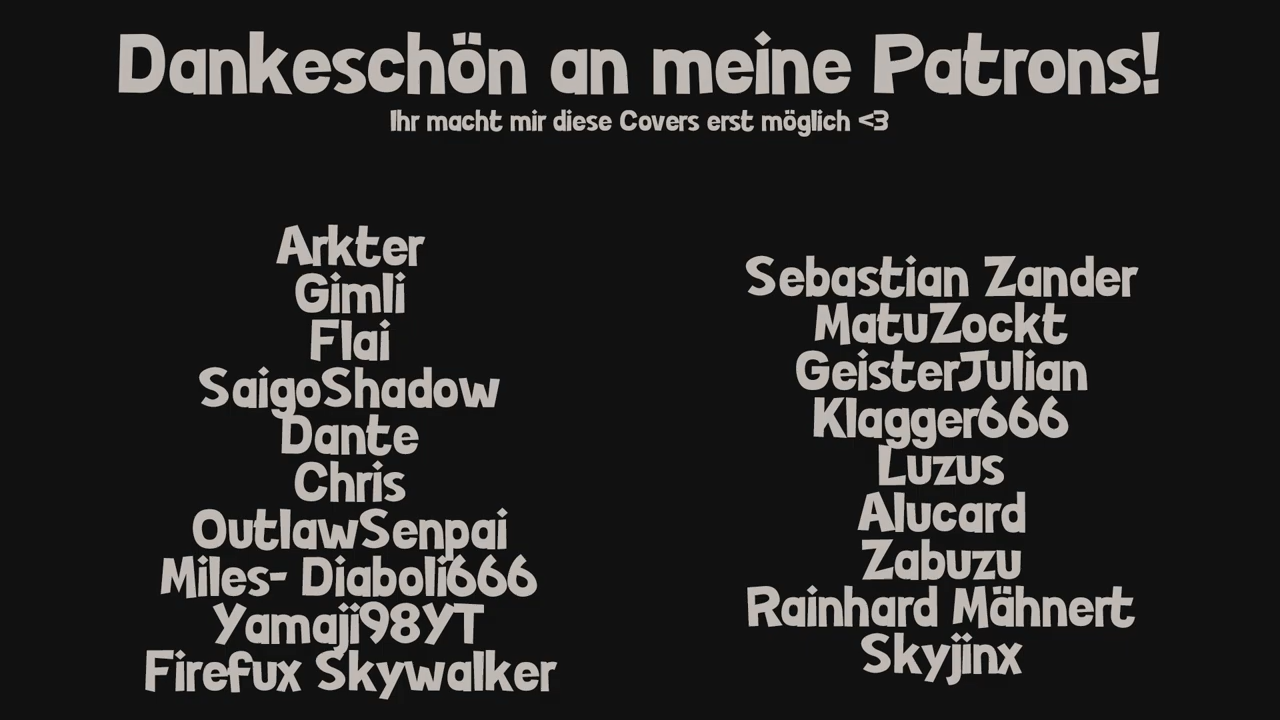 Dankeschön an meine Patrons!
Ihr macht mir diese Covers erst möglich <3
Arkter
Gimli
Flai
SaigoShadow
Dante
Chris
OutlawSenpai
Miles- Diaboli666
Yamaji98YT
Firefux Skywalker
Sebastian Zander
MatuZockt
GeisterJulian
Klagger666
Luzus
Alucard
Zabuzu
Rainhard Mähnert
Skyjinx